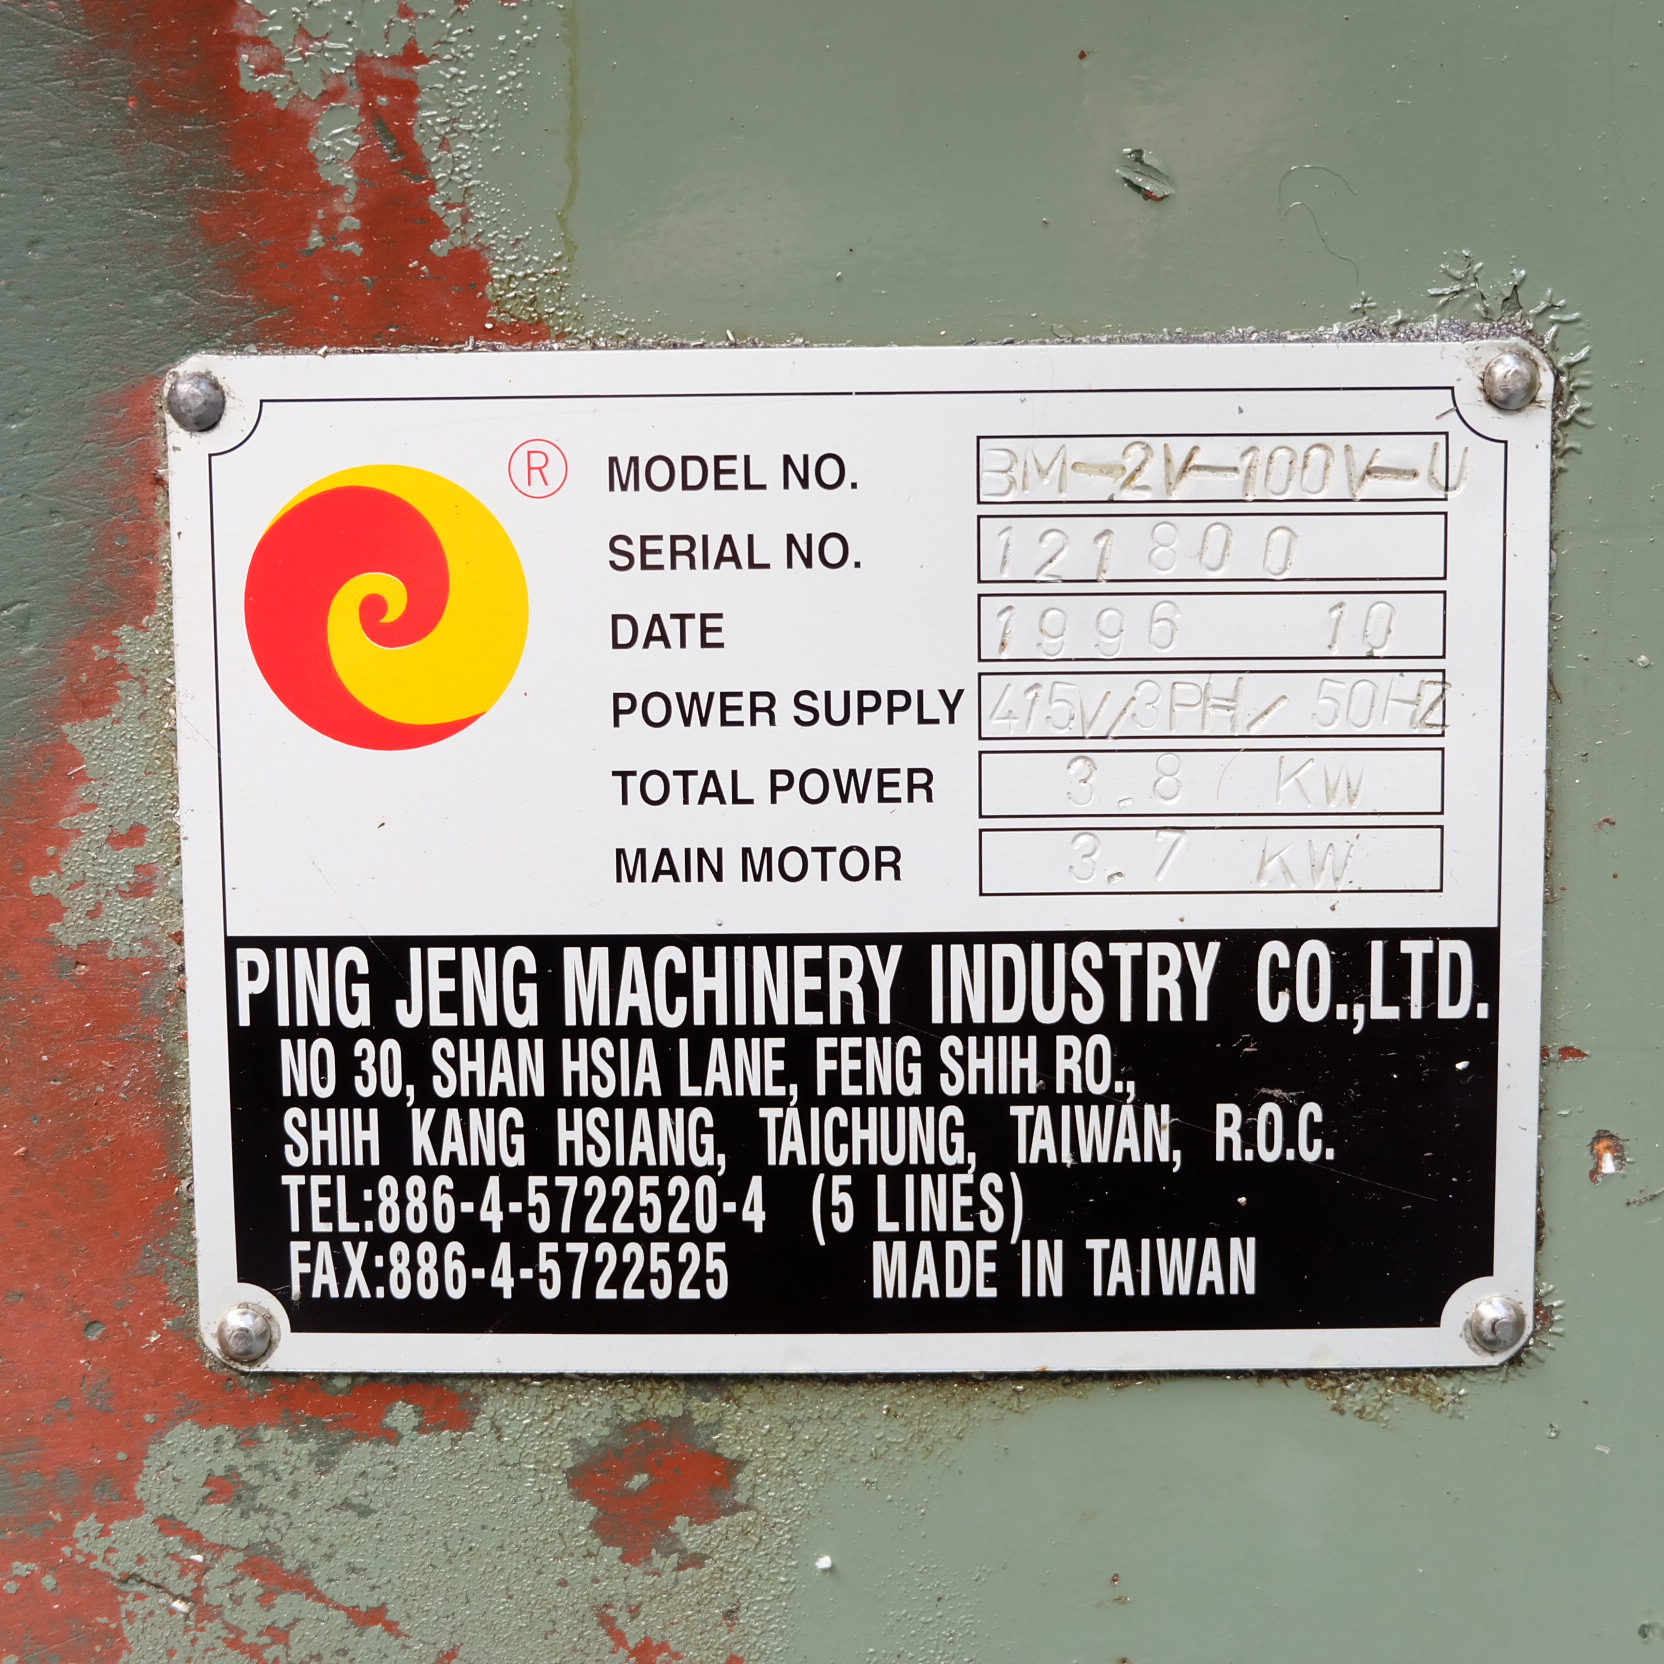 ®
MODEL NO. BM-2V-100V-U
SERIAL NO. 121800
DATE 1996 10
POWER SUPPLY 415V/3PH/ 50HZ
TOTAL POWER 3.8 KW
MAIN MOTOR 3.7 KW
PING JENG MACHINERY INDUSTRY CO.,LTD.
NO 30, SHAN HSIA LANE, FENG SHIH RO.,
SHIH KANG HSIANG, TAICHUNG, TAIWAN, R.O.C.
TEL:886-4-5722520-4 (5 LINES)
FAX:886-4-5722525 MADE IN TAIWAN